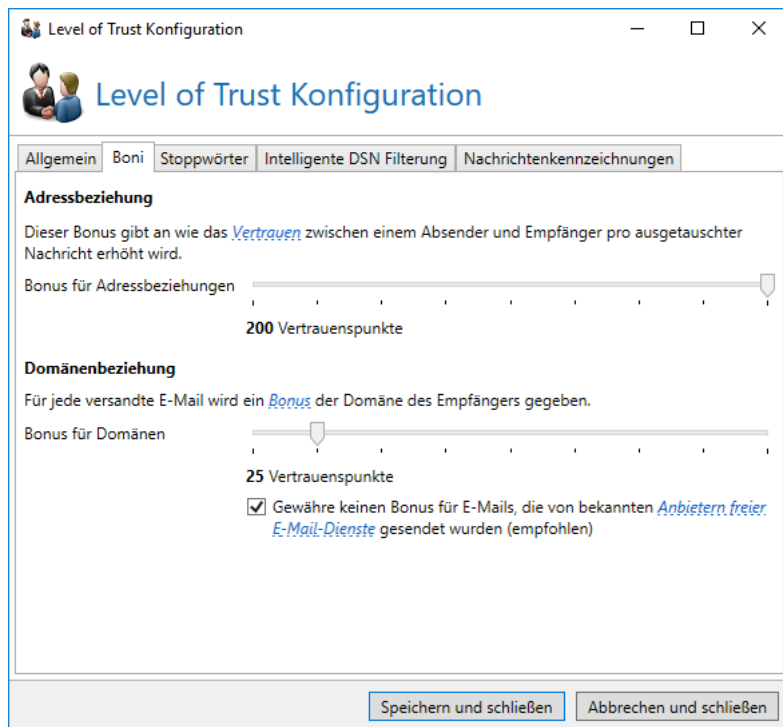 Level of Trust Konfiguration
Level of Trust Konfiguration
Allgemein Boni Stoppwörter Intelligente DSN Filterung Nachrichtenkennzeichnungen
Adressbeziehung
Dieser Bonus gibt an wie das Vertrauen zwischen einem Absender und Empfänger pro ausgetauschter
Nachricht erhöht wird.
Bonus für Adressbeziehungen
200 Vertrauenspunkte
Domänenbeziehung
Für jede versandte E-Mail wird ein Bonus der Domäne des Empfängers gegeben.
Bonus für Domänen
25 Vertrauenspunkte
Gewähre keinen Bonus für E-Mails, die von bekannten Anbietern freier
E-Mail-Dienste gesendet wurden (empfohlen)
Speichern und schließen Abbrechen und schließen